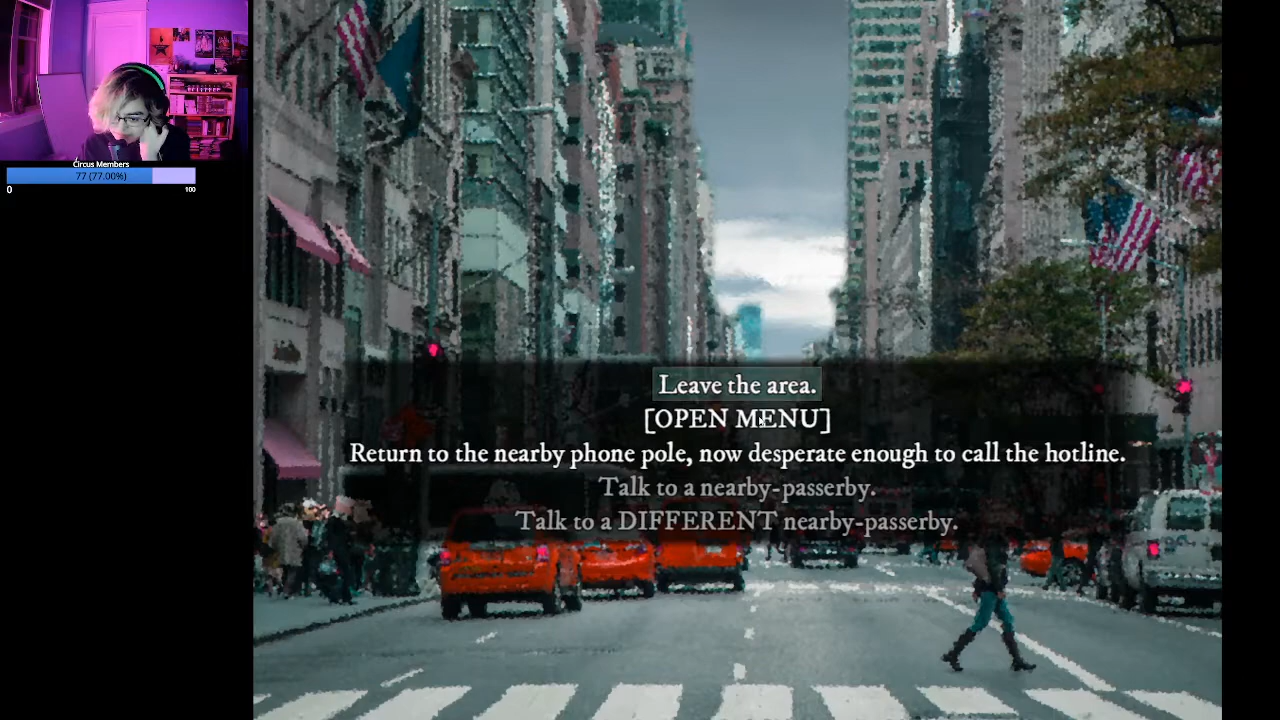 Circus Members
77 (77.00%)
0 100
Leave the area.
[OPEN MENU]
Return to the nearby phone pole, now desperate enough to call the hotline.
Talk to a nearby-passerby.
Talk to a DIFFERENT nearby-passerby.